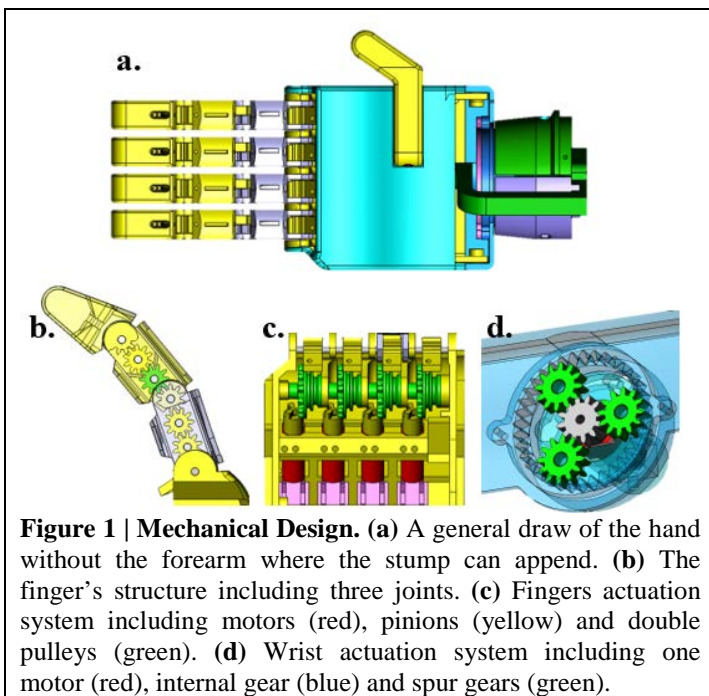 a.
b.
c.
d.
Figure 1 | Mechanical Design. (a) A general draw of the hand
without the forearm where the stump can append. (b) The
finger's structure including three joints. (c) Fingers actuation
system including motors (red), pinions (yellow) and double
pulleys (green). (d) Wrist actuation system including one
motor (red), internal gear (blue) and spur gears (green).